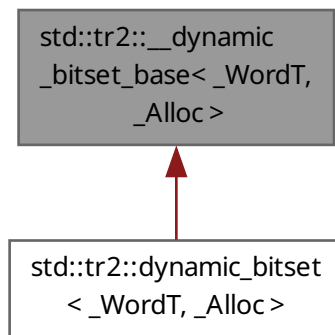 std::tr2::__dynamic
_bitset_base< _WordT,
_Alloc >
std::tr2::dynamic_bitset
< _WordT, _Alloc >